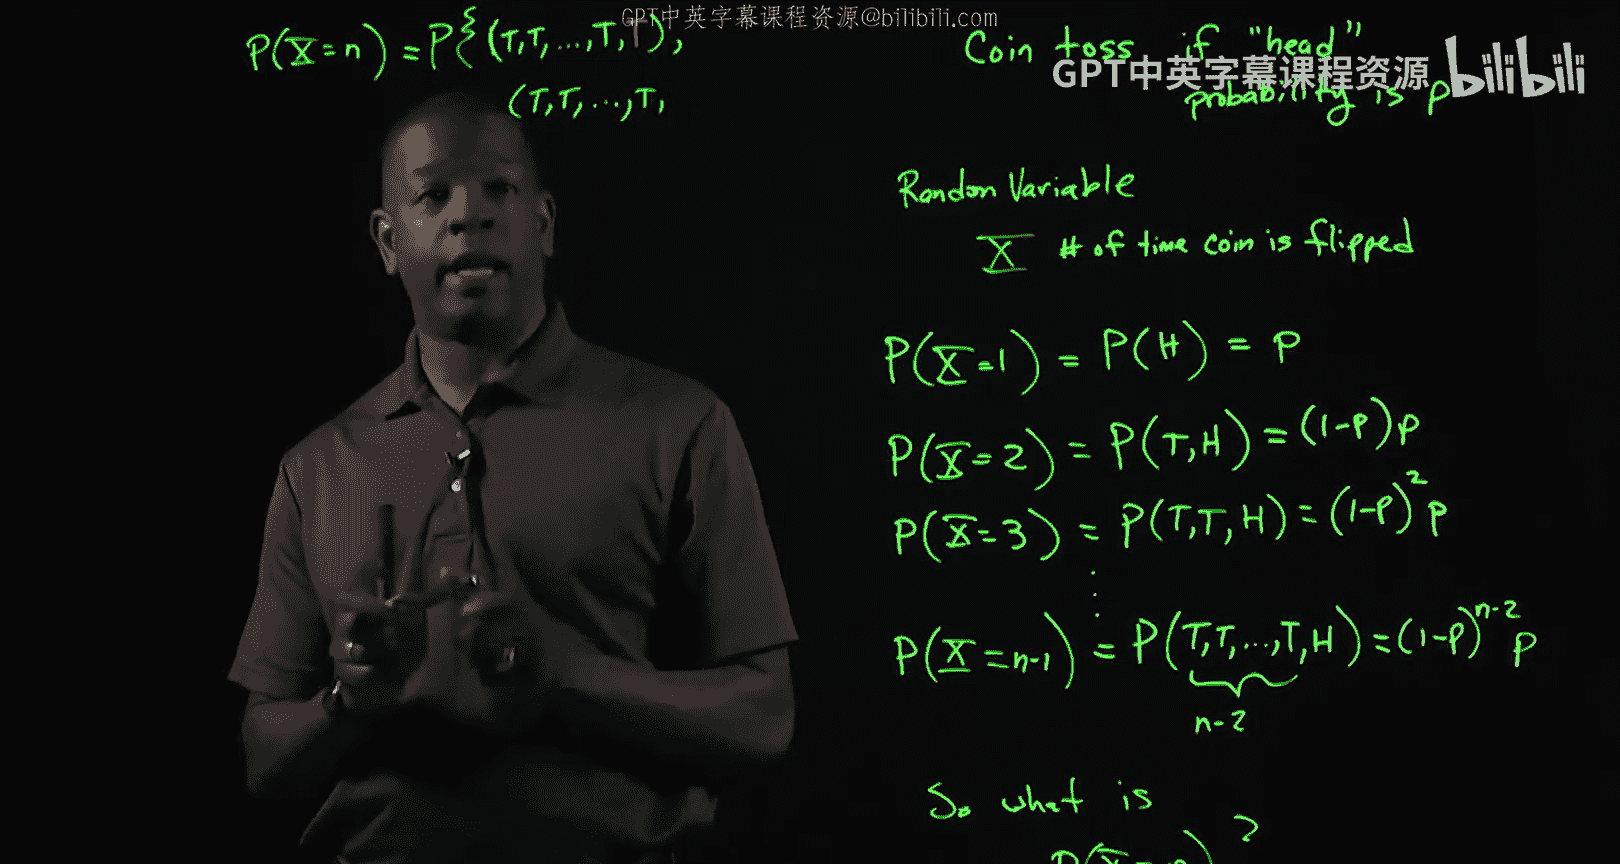 GPT中英字幕课程资源@bilibili.com
P(X=n) = P{(T,T,...,T,T),
(T,T,...,T,
Coin toss if "head"
probability is p
GPT中英字幕课程资源 bilibili
Random Variable
X # of time coin is flipped
P(X=1) = P(H) = p
P(X=2) = P(T,H) = (1-p)p
P(X=3) = P(T,T,H) = (1-p)²p
⋮
P(X=n-1) = P(T,T,...,T,H) = (1-p)ⁿ⁻²p
n-2
So what is
?